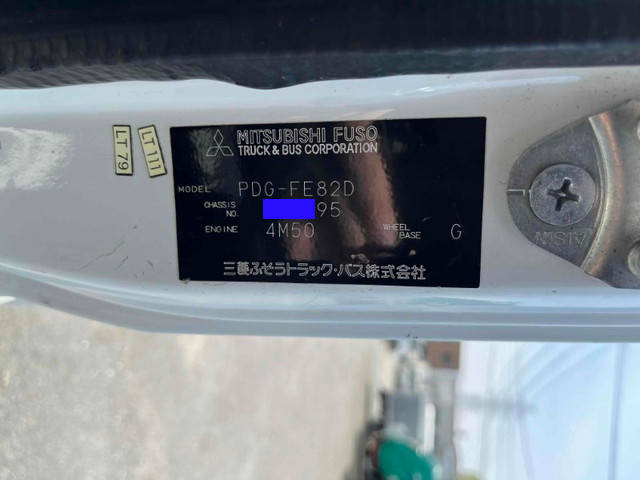 LT79
LT111
MITSUBISHI FUSO
TRUCK & BUS CORPORATION
MODEL PDG-FE82D
CHASSIS NO. 95
ENGINE 4M50 WHEEL BASE G
三菱ふそうトラック・バス株式会社
AISIN